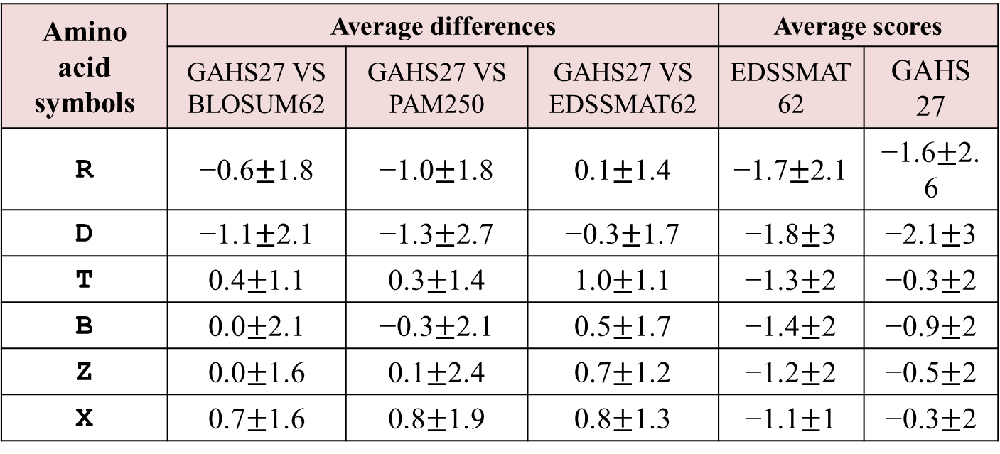 Amino acid symbols Average differences Average scores
GAHS27 VS BLOSUM62 GAHS27 VS PAM250 GAHS27 VS EDSSMAT62 EDSSMAT 62 GAHS 27
R −0.6±1.8 −1.0±1.8 0.1±1.4 −1.7±2.1 −1.6±2.6
D −1.1±2.1 −1.3±2.7 −0.3±1.7 −1.8±3 −2.1±3
T 0.4±1.1 0.3±1.4 1.0±1.1 −1.3±2 −0.3±2
B 0.0±2.1 −0.3±2.1 0.5±1.7 −1.4±2 −0.9±2
Z 0.0±1.6 0.1±2.4 0.7±1.2 −1.2±2 −0.5±2
X 0.7±1.6 0.8±1.9 0.8±1.3 −1.1±1 −0.3±2